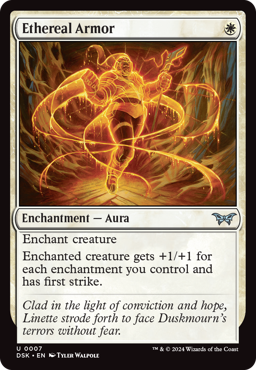 Ethereal Armor
Enchantment — Aura
Enchant creature
Enchanted creature gets +1/+1 for
each enchantment you control and
has first strike.
Clad in the light of conviction and hope,
Linette strode forth to face Duskmourn's
terrors without fear.
U 0007
DSK • EN Tyler Walpole
™ & © 2024 Wizards of the Coast